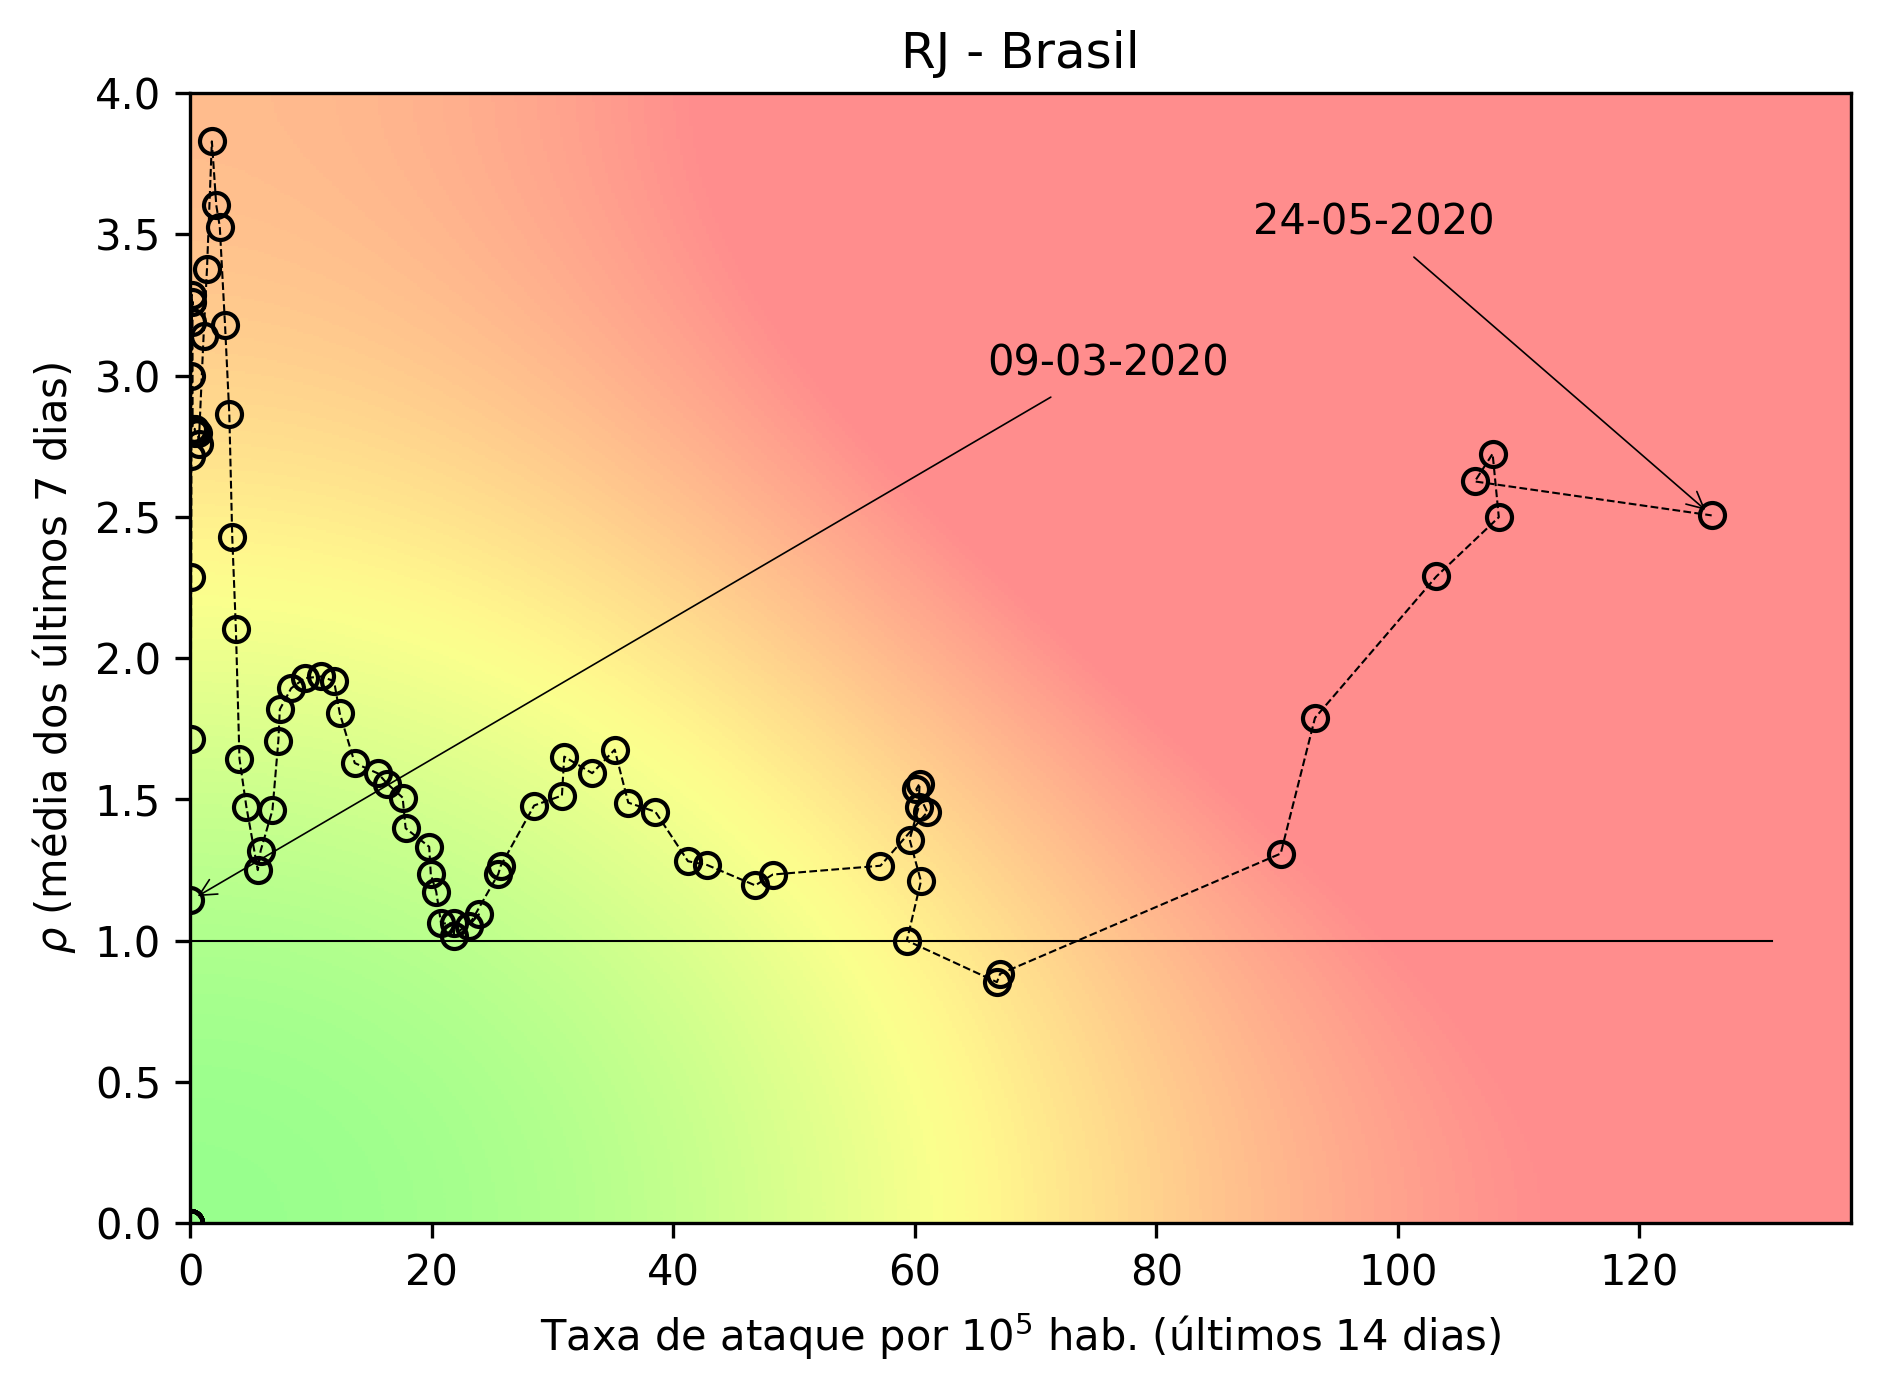 RJ - Brasil
4.0
3.5
3.0
2.5
2.0
1.5
1.0
0.5
0.0
ρ (média dos últimos 7 dias)
24-05-2020
09-03-2020
0 20 40 60 80 100 120
Taxa de ataque por 10⁵ hab. (últimos 14 dias)